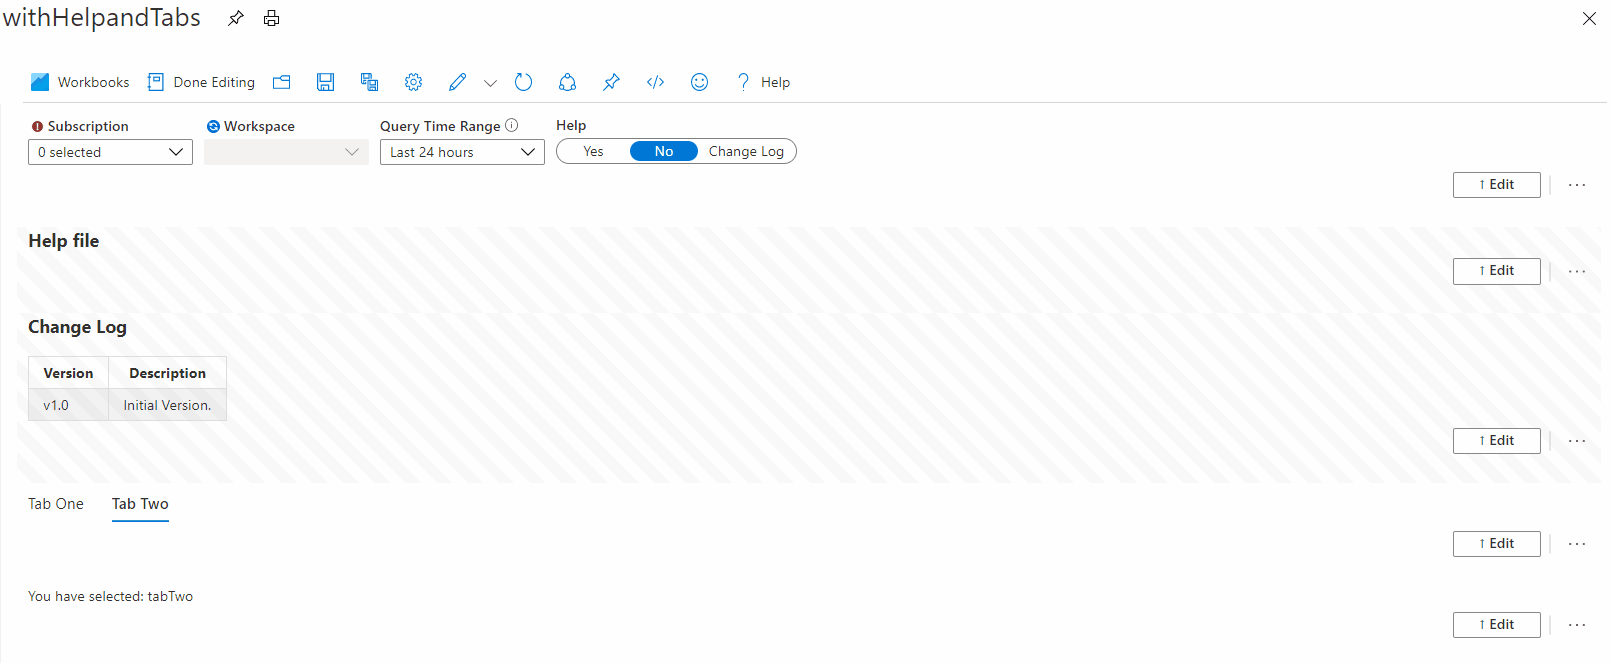 withHelpandTabs
Workbooks Done Editing Help
Subscription Workspace Query Time Range Help
0 selected Last 24 hours Yes No Change Log
↑ Edit ...
Help file
↑ Edit ...
Change Log
Version Description
v1.0 Initial Version.
↑ Edit ...
Tab One Tab Two
↑ Edit ...
You have selected: tabTwo
↑ Edit ...